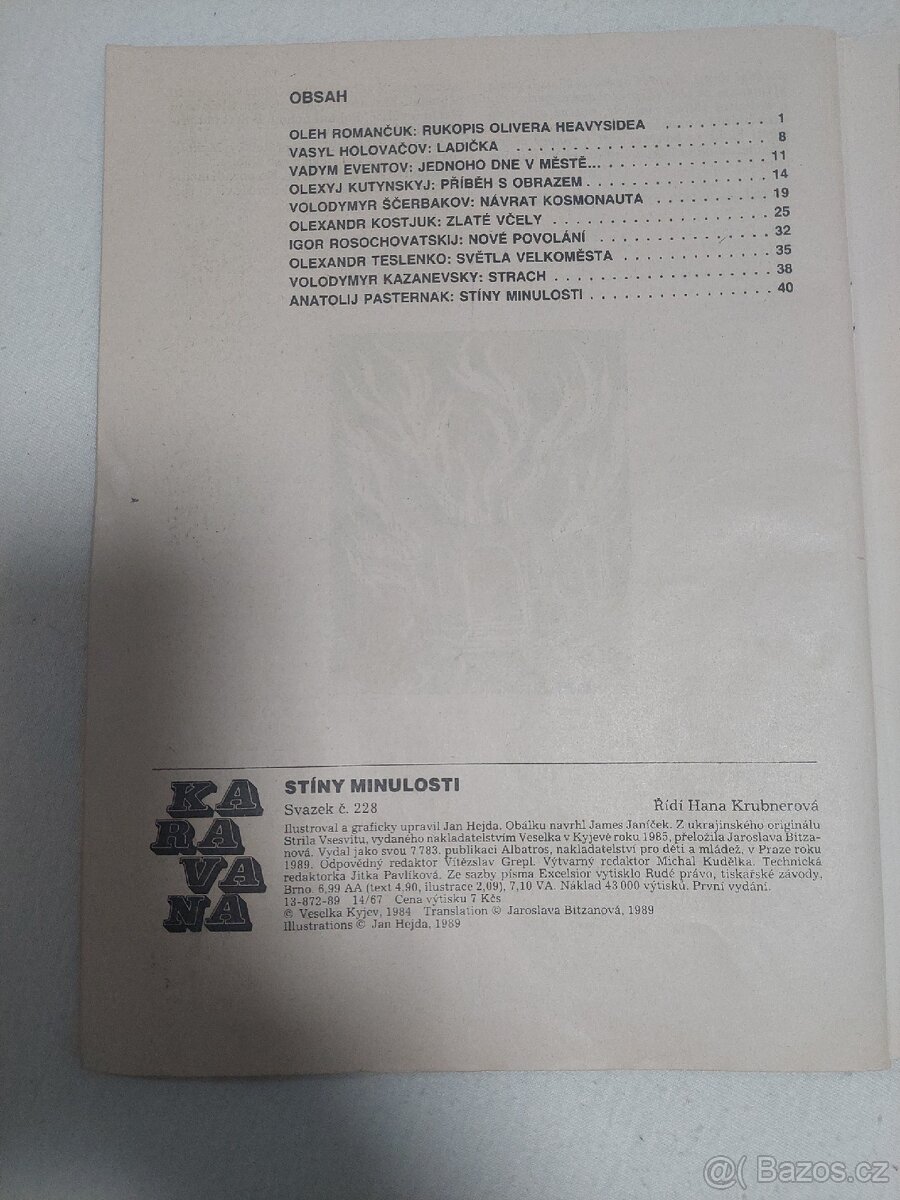 OBSAH
OLEH ROMANČUK: RUKOPIS OLIVERA HEAVYSIDEA . . . . . . . . . 1
VASYL HOLOVAČOV: LADIČKA . . . . . . . . . . . . . . . . . . . . 8
VADYM EVENTOV: JEDNOHO DNE V MĚSTĚ... . . . . . . . . . . . . . 11
OLEXYJ KUTYNSKYJ: PŘÍBĚH S OBRAZEM . . . . . . . . . . . . . . 14
VOLODYMYR ŠČERBAKOV: NÁVRAT KOSMONAUTA . . . . . . . . . 19
OLEXANDR KOSTJUK: ZLATÉ VČELY . . . . . . . . . . . . . . . . . 25
IGOR ROSOCHOVATSKIJ: NOVÉ POVOLÁNÍ . . . . . . . . . . . . . 32
OLEXANDR TESLENKO: SVĚTLA VELKOMĚSTA . . . . . . . . . . . 35
VOLODYMYR KAZANEVSKY: STRACH . . . . . . . . . . . . . . . . 38
ANATOLIJ PASTERNAK: STÍNY MINULOSTI . . . . . . . . . . . . . 40
KA
RA
VA
NA
STÍNY MINULOSTI
Svazek č. 228 Řídí Hana Krubnerová
Ilustroval a graficky upravil Jan Hejda. Obálku navrhl James Janíček. Z ukrajinského originálu
Strila Vsesvitu, vydaného nakladatelstvím Veselka v Kyjevě roku 1985, přeložila Jaroslava Bitza-
nová. Vydal jako svou 7 783. publikaci Albatros, nakladatelství pro děti a mládež, v Praze roku
1989. Odpovědný redaktor Vítězslav Grepl. Výtvarný redaktor Michal Kudělka. Technická
redaktorka Jitka Pavlíková. Ze sazby písma Excelsior vytisklo Rudé právo, tiskařské závody,
Brno. 6,99 AA (text 4,90, ilustrace 2,09), 7,10 VA. Náklad 43 000 výtisků. První vydání.
13-872-89 14/67 Cena výtisku 7 Kčs
© Veselka Kyjev, 1984 Translation © Jaroslava Bitzanová, 1989
Illustrations © Jan Hejda, 1989
@ Bazos.cz